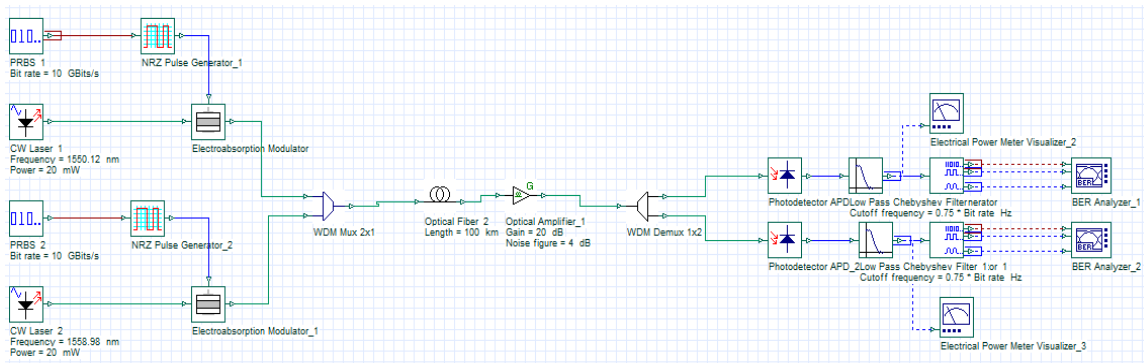 PRBS 1
Bit rate = 10 GBits/s
NRZ Pulse Generator_1
CW Laser 1
Frequency = 1550.12 nm
Power = 20 mW
Electroabsorption Modulator
PRBS 2
Bit rate = 10 GBits/s
NRZ Pulse Generator_2
CW Laser 2
Frequency = 1558.98 nm
Power = 20 mW
Electroabsorption Modulator_1
WDM Mux 2x1
Optical Fiber 2
Length = 100 km
G
Optical Amplifier_1
Gain = 20 dB
Noise figure = 4 dB
WDM Demux 1x2
Electrical Power Meter Visualizer_2
Photodetector APDLow Pass Chebyshev Filternerator
Cutoff frequency = 0.75 * Bit rate Hz
BER
BER Analyzer_1
Photodetector APD_2Low Pass Chebyshev Filter 1:or 1
Cutoff frequency = 0.75 * Bit rate Hz
BER
BER Analyzer_2
Electrical Power Meter Visualizer_3